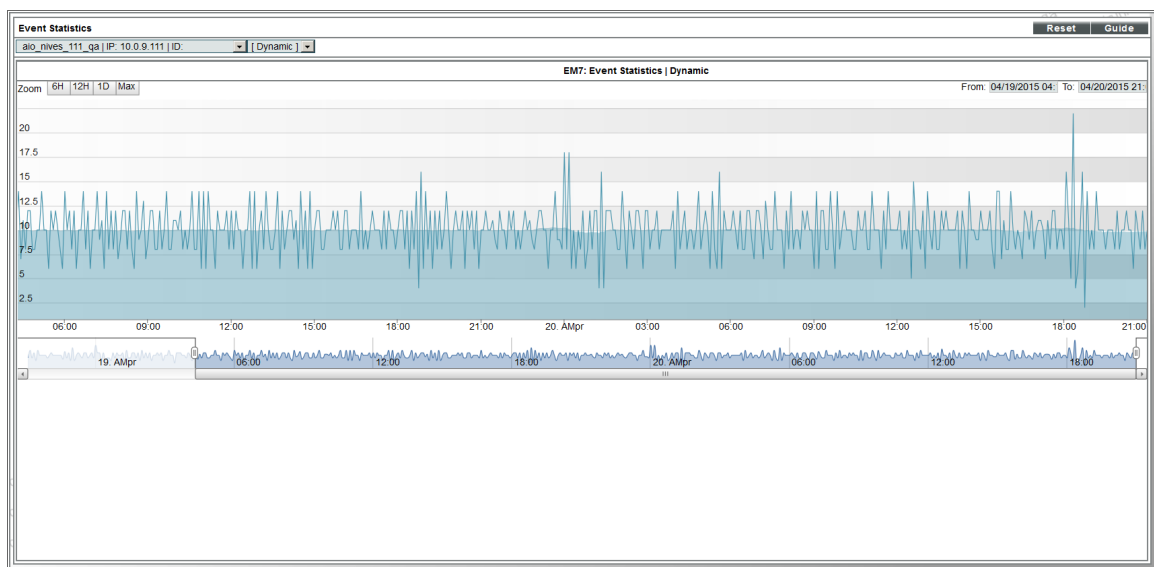 Event Statistics
Reset Guide
aio_nives_111_qa | IP: 10.0.9.111 | ID: [ Dynamic ]
EM7: Event Statistics | Dynamic
Zoom 6H 12H 1D Max From: 04/19/2015 04: To: 04/20/2015 21:
20
17.5
15
12.5
10
7.5
5
2.5
06:00 09:00 12:00 15:00 18:00 21:00 20. AMpr 03:00 06:00 09:00 12:00 15:00 18:00 21:00
19. AMpr 06:00 12:00 18:00 20. AMpr 06:00 12:00 18:00